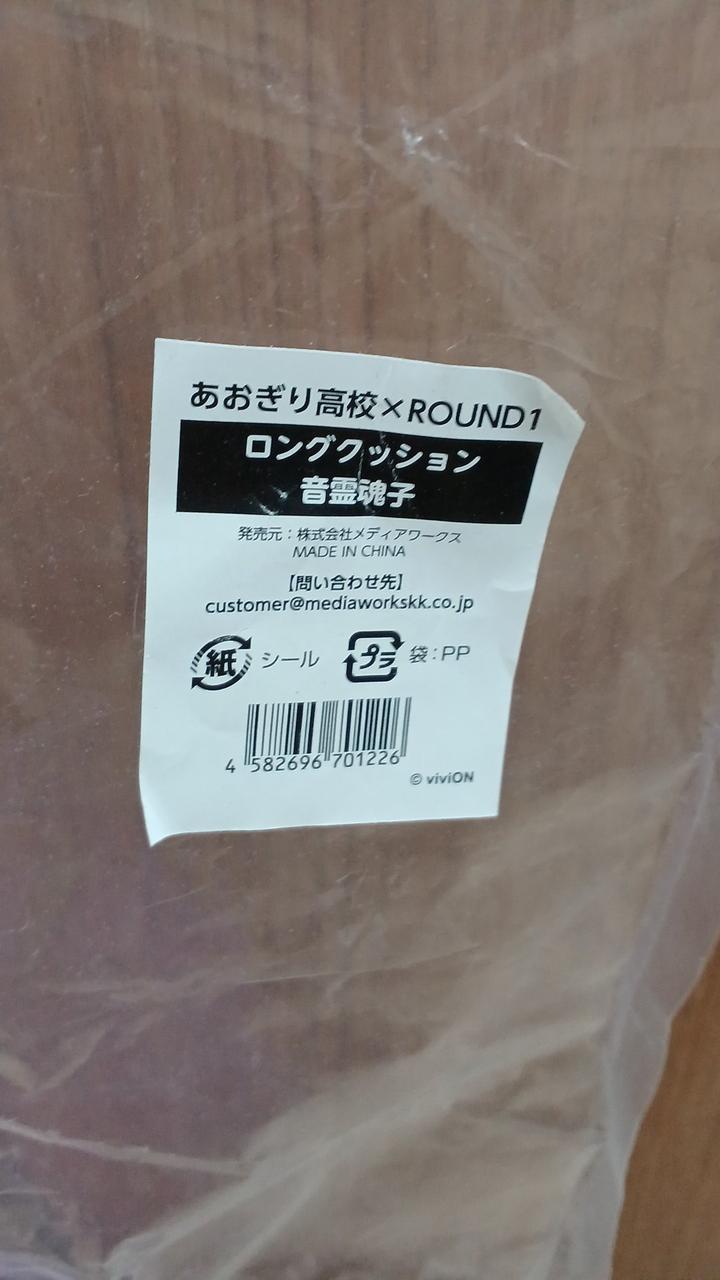 あおぎり高校×ROUND1
ロングクッション
音霊魂子
発売元：株式会社メディアワークス
MADE IN CHINA
【問い合わせ先】
customer@mediaworkskk.co.jp
紙 シール プラ 袋：PP
4 582696 701226
© viviON